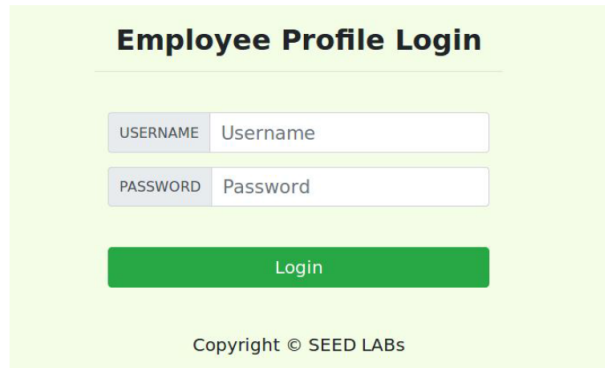 Employee Profile Login
USERNAME Username
PASSWORD Password
Login
Copyright © SEED LABs